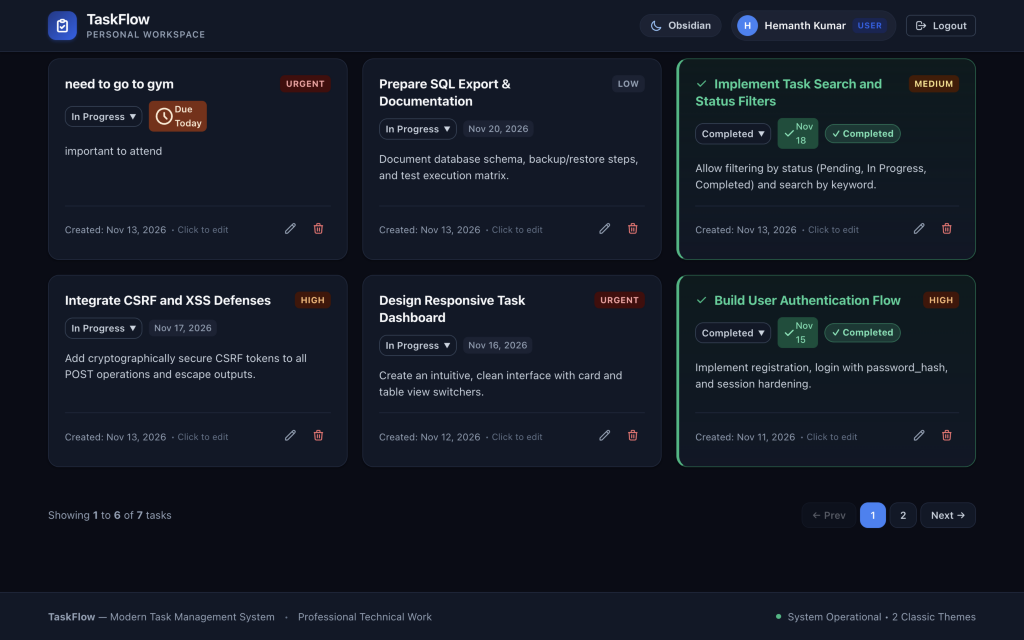 TaskFlow
PERSONAL WORKSPACE
Obsidian
H Hemanth Kumar USER
Logout
need to go to gym
URGENT
In Progress ▼
Due
Today
important to attend
Created: Nov 13, 2026 • Click to edit
Prepare SQL Export &
Documentation
LOW
In Progress ▼ Nov 20, 2026
Document database schema, backup/restore steps,
and test execution matrix.
Created: Nov 13, 2026 • Click to edit
✓ Implement Task Search and
Status Filters
MEDIUM
Completed ▼
✓ Nov
18
✓ Completed
Allow filtering by status (Pending, In Progress,
Completed) and search by keyword.
Created: Nov 13, 2026 • Click to edit
Integrate CSRF and XSS Defenses
HIGH
In Progress ▼ Nov 17, 2026
Add cryptographically secure CSRF tokens to all
POST operations and escape outputs.
Created: Nov 13, 2026 • Click to edit
Design Responsive Task
Dashboard
URGENT
In Progress ▼ Nov 16, 2026
Create an intuitive, clean interface with card and
table view switchers.
Created: Nov 12, 2026 • Click to edit
✓ Build User Authentication Flow
HIGH
Completed ▼
✓ Nov
15
✓ Completed
Implement registration, login with password_hash,
and session hardening.
Created: Nov 11, 2026 • Click to edit
Showing 1 to 6 of 7 tasks
← Prev 1 2 Next →
TaskFlow — Modern Task Management System · Professional Technical Work
● System Operational • 2 Classic Themes